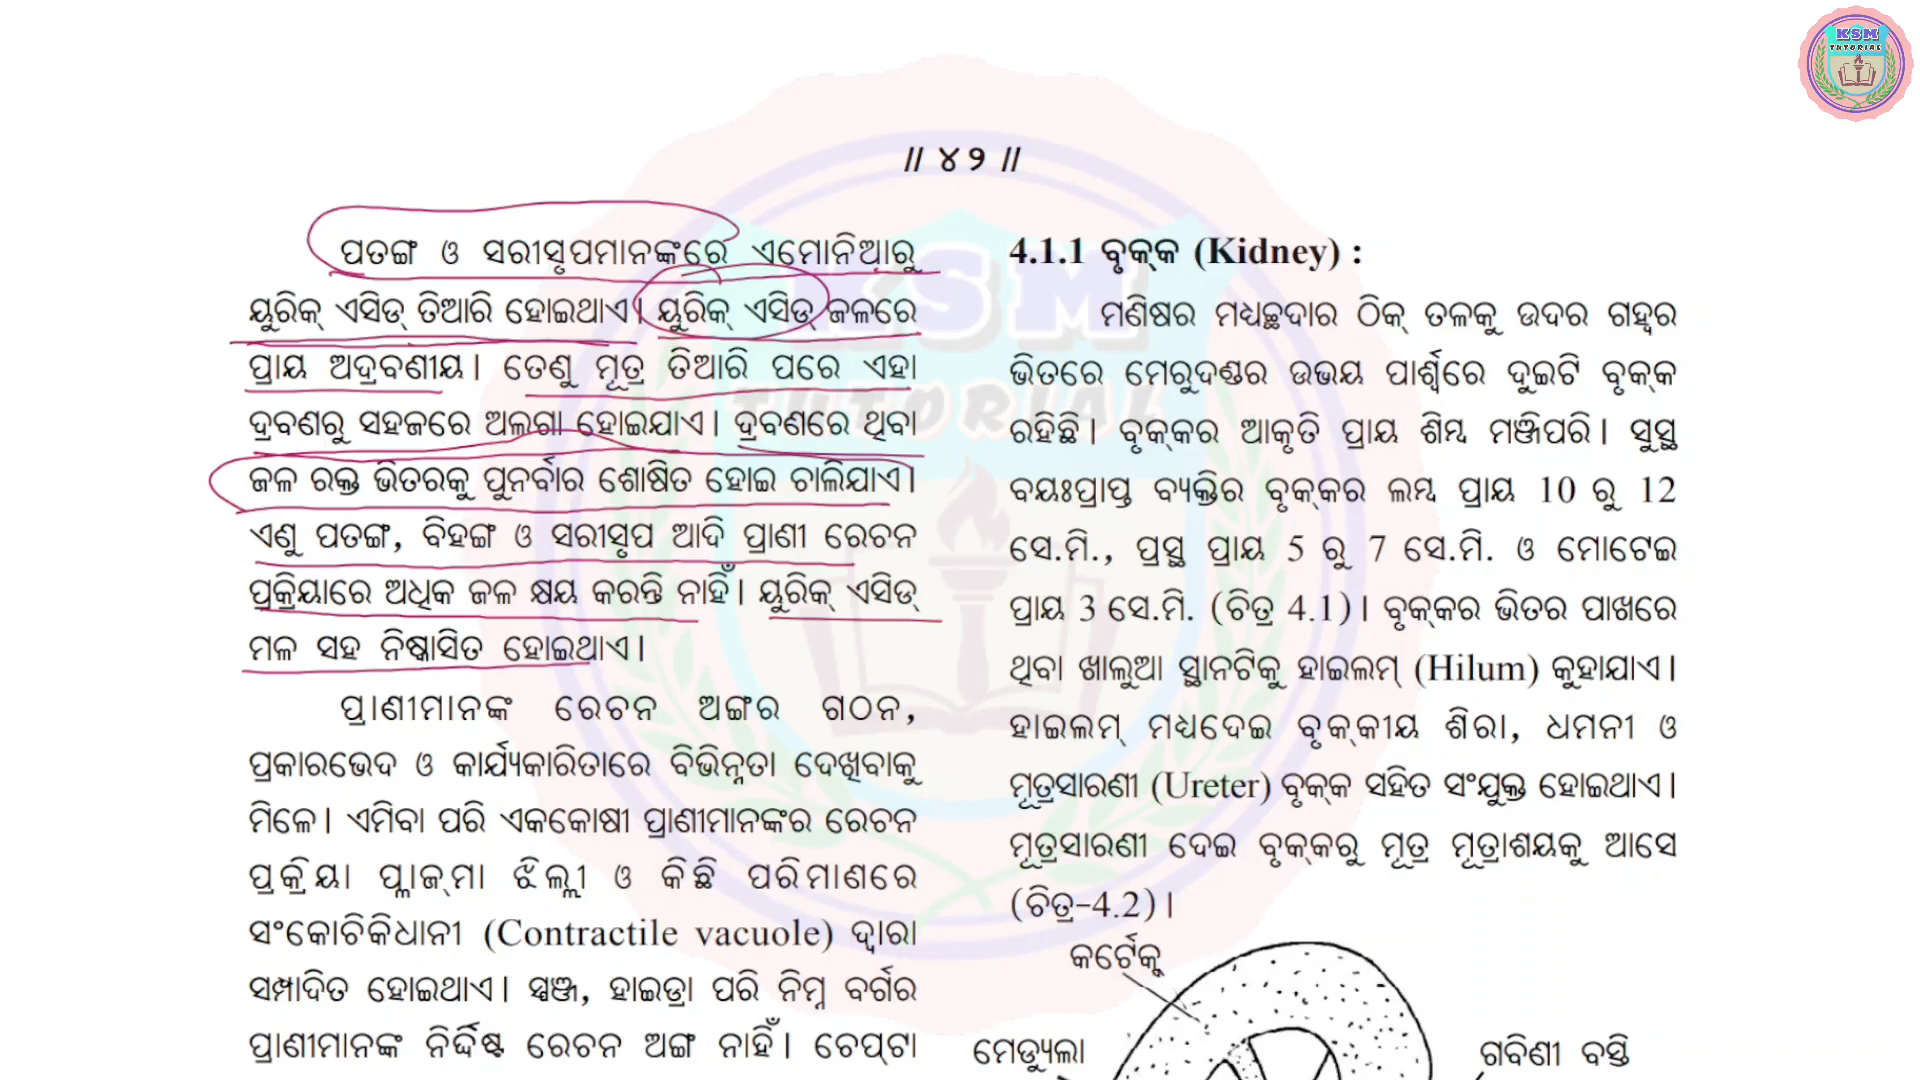 KSM
TUTORIAL
// ୪୨ //
ପତଙ୍ଗ ଓ ସରୀସୃପମାନଙ୍କରେ ଏମୋନିଆରୁ
ୟୁରିକ୍ ଏସିଡ୍ ତିଆରି ହୋଇଥାଏ। ୟୁରିକ୍ ଏସିଡ୍ ଜଳରେ
ପ୍ରାୟ ଅଦ୍ରବଣୀୟ। ତେଣୁ ମୂତ୍ର ତିଆରି ପରେ ଏହା
ଦ୍ରବଣରୁ ସହଜରେ ଅଲଗା ହୋଇଯାଏ। ଦ୍ରବଣରେ ଥିବା
ଜଳ ରକ୍ତ ଭିତରକୁ ପୁନର୍ବାର ଶୋଷିତ ହୋଇ ଚାଲିଯାଏ।
ଏଣୁ ପତଙ୍ଗ, ବିହଙ୍ଗ ଓ ସରୀସୃପ ଆଦି ପ୍ରାଣୀ ରେଚନ
ପ୍ରକ୍ରିୟାରେ ଅଧିକ ଜଳ କ୍ଷୟ କରନ୍ତି ନାହିଁ। ୟୁରିକ୍ ଏସିଡ୍
ମଳ ସହ ନିଷ୍କାସିତ ହୋଇଥାଏ।
ପ୍ରାଣୀମାନଙ୍କ ରେଚନ ଅଙ୍ଗର ଗଠନ,
ପ୍ରକାରଭେଦ ଓ କାର୍ଯ୍ୟକାରିତାରେ ବିଭିନ୍ନତା ଦେଖିବାକୁ
ମିଳେ। ଏମିବା ପରି ଏକକୋଷୀ ପ୍ରାଣୀମାନଙ୍କର ରେଚନ
ପ୍ରକ୍ରିୟା ପ୍ଳାଜ୍‌ମା ଝିଲ୍ଲୀ ଓ କିଛି ପରିମାଣରେ
ସଂକୋଚିକିଧାନୀ (Contractile vacuole) ଦ୍ୱାରା
ସମ୍ପାଦିତ ହୋଇଥାଏ। ସ୍ପଞ୍ଜ, ହାଇଡ୍ରା ପରି ନିମ୍ନ ବର୍ଗର
ପ୍ରାଣୀମାନଙ୍କ ନିର୍ଦ୍ଦିଷ୍ଟ ରେଚନ ଅଙ୍ଗ ନାହିଁ। ଚେପ୍‌ଟା
4.1.1 ବୃକ୍‌କ (Kidney) :
ମଣିଷର ମଧ୍ୟଚ୍ଛଦାର ଠିକ୍ ତଳକୁ ଉଦର ଗହ୍ୱର
ଭିତରେ ମେରୁଦଣ୍ଡର ଉଭୟ ପାର୍ଶ୍ୱରେ ଦୁଇଟି ବୃକ୍‌କ
ରହିଛି। ବୃକ୍‌କର ଆକୃତି ପ୍ରାୟ ଶିମ୍ବ ମଞ୍ଜିପରି। ସୁସ୍ଥ
ବୟଃପ୍ରାପ୍ତ ବ୍ୟକ୍ତିର ବୃକ୍‌କର ଲମ୍ବ ପ୍ରାୟ 10 ରୁ 12
ସେ.ମି., ପ୍ରସ୍ଥ ପ୍ରାୟ 5 ରୁ 7 ସେ.ମି. ଓ ମୋଟେଇ
ପ୍ରାୟ 3 ସେ.ମି. (ଚିତ୍ର 4.1)। ବୃକ୍‌କର ଭିତର ପାଖରେ
ଥିବା ଖାଲୁଆ ସ୍ଥାନଟିକୁ ହାଇଲମ୍ (Hilum) କୁହାଯାଏ।
ହାଇଲମ୍ ମଧ୍ୟଦେଇ ବୃକ୍‌କୀୟ ଶିରା, ଧମନୀ ଓ
ମୂତ୍ରସାରଣୀ (Ureter) ବୃକ୍‌କ ସହିତ ସଂଯୁକ୍ତ ହୋଇଥାଏ।
ମୂତ୍ରସାରଣୀ ଦେଇ ବୃକ୍‌କରୁ ମୂତ୍ର ମୂତ୍ରାଶୟକୁ ଆସେ
(ଚିତ୍ର-4.2)।
କର୍ଟେକ୍ସ
ମେଡ୍ୟୁଲା
ଗବିଣୀ ବସ୍ତି
KSM
TUTORIAL